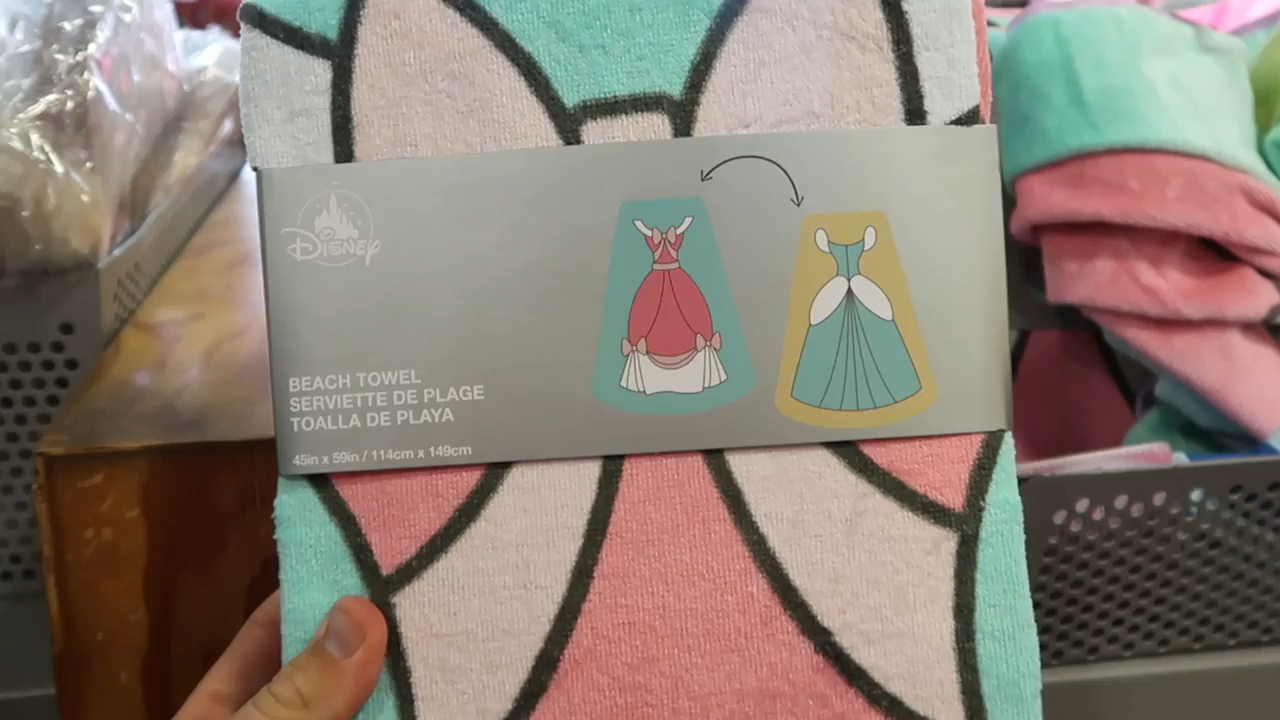 Disney
BEACH TOWEL
SERVIETTE DE PLAGE
TOALLA DE PLAYA
45in x 59in / 114cm x 149cm